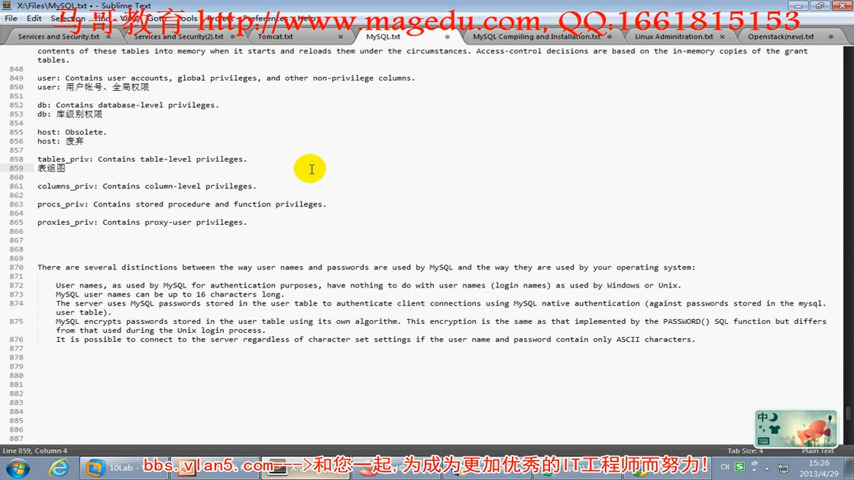 X:\Files\MySQL.txt • - Sublime Text
马哥教育 http://www.magedu.com, QQ:1661815153
Services and Security.txt
Services and Security(2).txt
Tomcat.txt
MySQL.txt
MySQL Compiling and Installation.txt
Linux Adminitration.txt
Openstack(new).txt
contents of these tables into memory when it starts and reloads them under the circumstances. Access-control decisions are based on the in-memory copies of the grant
tables.
848
849 user: Contains user accounts, global privileges, and other non-privilege columns.
850 user: 用户帐号、全局权限
851
852 db: Contains database-level privileges.
853 db: 库级别权限
854
855 host: Obsolete.
856 host: 废弃
857
858 tables_priv: Contains table-level privileges.
859 表组图
860
861 columns_priv: Contains column-level privileges.
862
863 procs_priv: Contains stored procedure and function privileges.
864
865 proxies_priv: Contains proxy-user privileges.
866
867
868
869
870 There are several distinctions between the way user names and passwords are used by MySQL and the way they are used by your operating system:
871
872 User names, as used by MySQL for authentication purposes, have nothing to do with user names (login names) as used by Windows or Unix.
873 MySQL user names can be up to 16 characters long.
874 The server uses MySQL passwords stored in the user table to authenticate client connections using MySQL native authentication (against passwords stored in the mysql.
user table).
875 MySQL encrypts passwords stored in the user table using its own algorithm. This encryption is the same as that implemented by the PASSWORD() SQL function but differs
from that used during the Unix login process.
876 It is possible to connect to the server regardless of character set settings if the user name and password contain only ASCII characters.
877
878
879
880
881
882
883
884
885
886
887
中
Line 859, Column 4
Tab Size: 4
Plain Text
10Lab
CH
15:26
2013/4/29
bbs.vlan5.com--->和您一起,为成为更加优秀的IT工程师而努力!